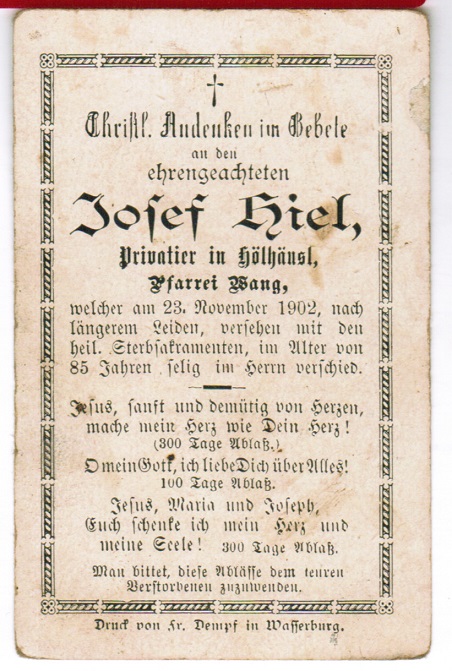 Christl. Andenken im Gebete
an den
ehrengeachteten
Josef Hiel,
Privatier in Hölhäusl,
Pfarrei Wang,
welcher am 23. November 1902, nach
längerem Leiden, versehen mit den
heil. Sterbsakramenten, im Alter von
85 Jahren selig im Herrn verschied.
Jesus, sanft und demütig von Herzen,
mache mein Herz wie Dein Herz!
(300 Tage Ablaß.)
O mein Gott, ich liebe Dich über Alles!
100 Tage Ablaß.
Jesus, Maria und Joseph,
Euch schenke ich mein Herz und
meine Seele! 300 Tage Ablaß.
Man bittet, diese Ablässe dem teuren
Verstorbenen zuzuwenden.
Druck von Fr. Dempf in Wasserburg.